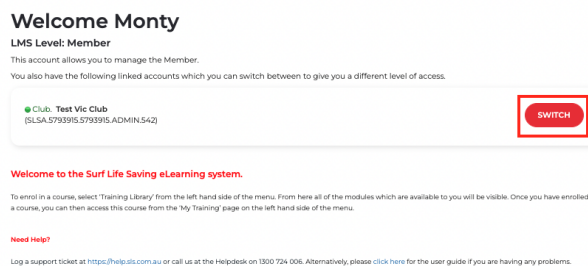 Welcome Monty
LMS Level: Member
This account allows you to manage the Member.
You also have the following linked accounts which you can switch between to give you a different level of access.
Club. Test Vic Club
(SLSA.5793915.5793915.ADMIN.542)
SWITCH
Welcome to the Surf Life Saving eLearning system.
To enrol in a course, select 'Training Library' from the left hand side of the menu. From here all of the modules which are available to you will be visible. Once you have enrolled
a course, you can then access this course from the 'My Training' page on the left hand side of the menu.
Need Help?
Log a support ticket at https://help.sls.com.au or call us at the Helpdesk on 1300 724 006. Alternatively, please click here for the user guide if you are having any problems.